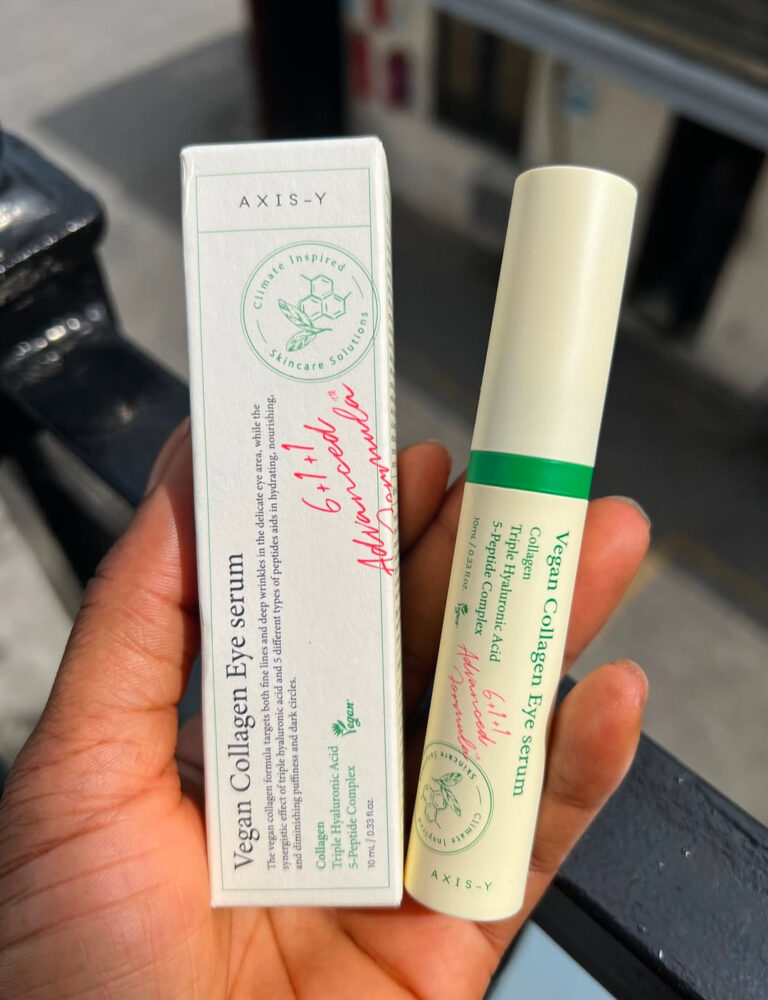 AXIS-Y
Climate Inspired
Skincare Solutions
6+1+1
Advanced
Formula™
Vegan Collagen Eye serum
The vegan collagen formula targets both fine lines and deep wrinkles in the delicate eye area, while the
synergistic effect of triple hyaluronic acid and 5 different types of peptides aids in hydrating, nourishing,
and diminishing puffiness and dark circles.
Collagen
Triple Hyaluronic Acid
5-Peptide Complex
10 mL / 0.33 fl.oz.
Vegan
Vegan Collagen Eye serum
Collagen
Triple Hyaluronic Acid
5-Peptide Complex
10mL / 0.33 fl.oz.
Vegan
6+1+1
Advanced
Formula
Climate Inspired
Skincare
AXIS-Y